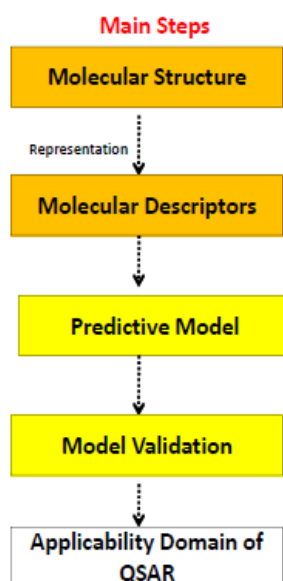 Main Steps
Molecular Structure
Representation
Molecular Descriptors
Predictive Model
Model Validation
Applicability Domain of
QSAR